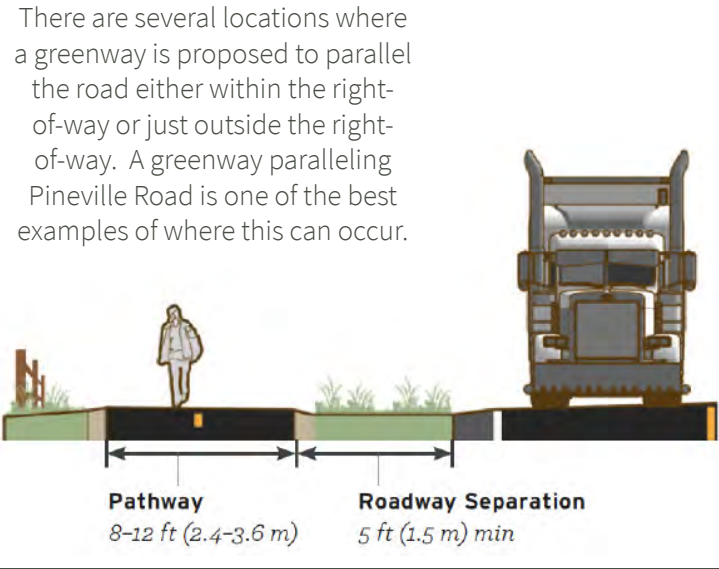 There are several locations where
a greenway is proposed to parallel
the road either within the right-
of-way or just outside the right-
of-way. A greenway paralleling
Pineville Road is one of the best
examples of where this can occur.
Pathway
8–12 ft (2.4–3.6 m)
Roadway Separation
5 ft (1.5 m) min